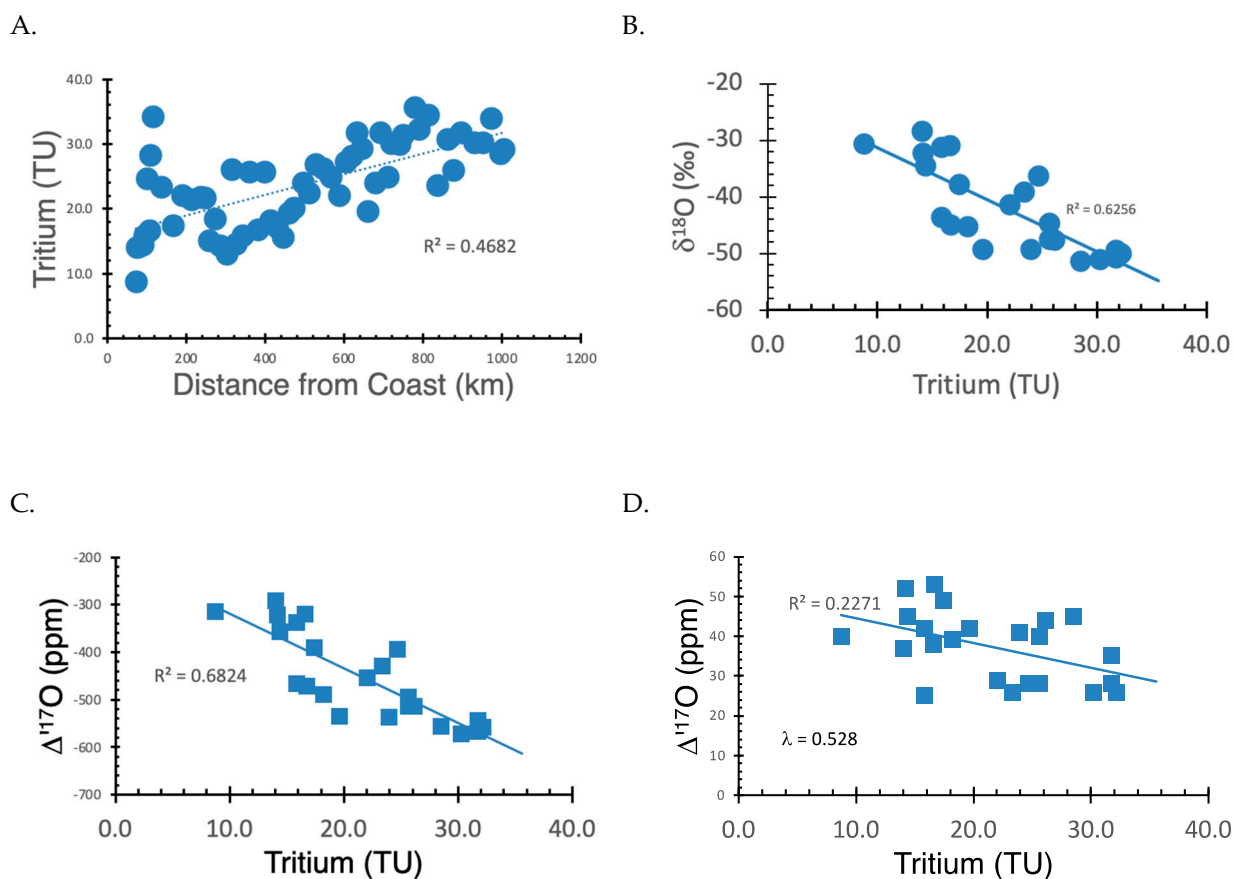 A.
40.0
30.0
20.0
10.0
0.0
Tritium (TU)
R² = 0.4682
0 200 400 600 800 1000 1200
Distance from Coast (km)
B.
-20
-30
-40
-50
-60
δ¹⁸O (‰)
R² = 0.6256
0.0 10.0 20.0 30.0 40.0
Tritium (TU)
C.
-200
-300
-400
-500
-600
-700
Δ'¹⁷O (ppm)
R² = 0.6824
0.0 10.0 20.0 30.0 40.0
Tritium (TU)
D.
60
50
40
30
20
10
0
Δ'¹⁷O (ppm)
R² = 0.2271
λ = 0.528
0.0 10.0 20.0 30.0 40.0
Tritium (TU)